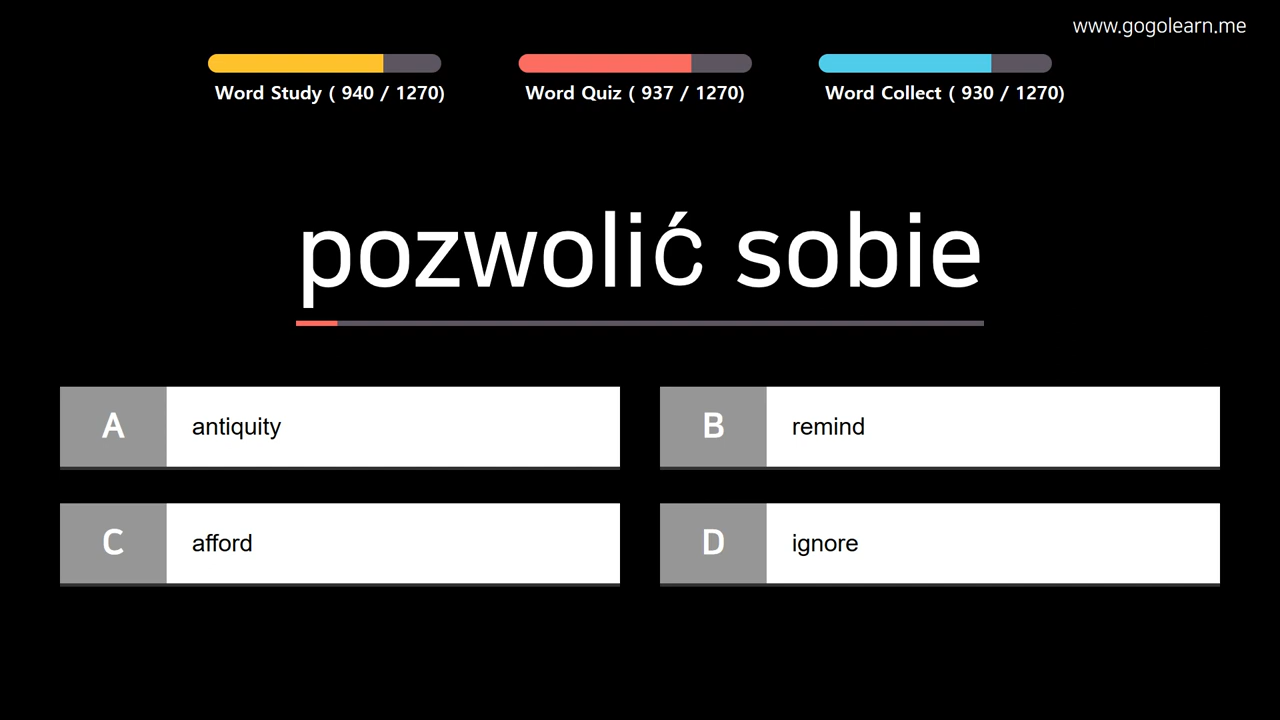 www.gogolearn.me
Word Study ( 940 / 1270)
Word Quiz ( 937 / 1270)
Word Collect ( 930 / 1270)
pozwolić sobie
A
antiquity
B
remind
C
afford
D
ignore